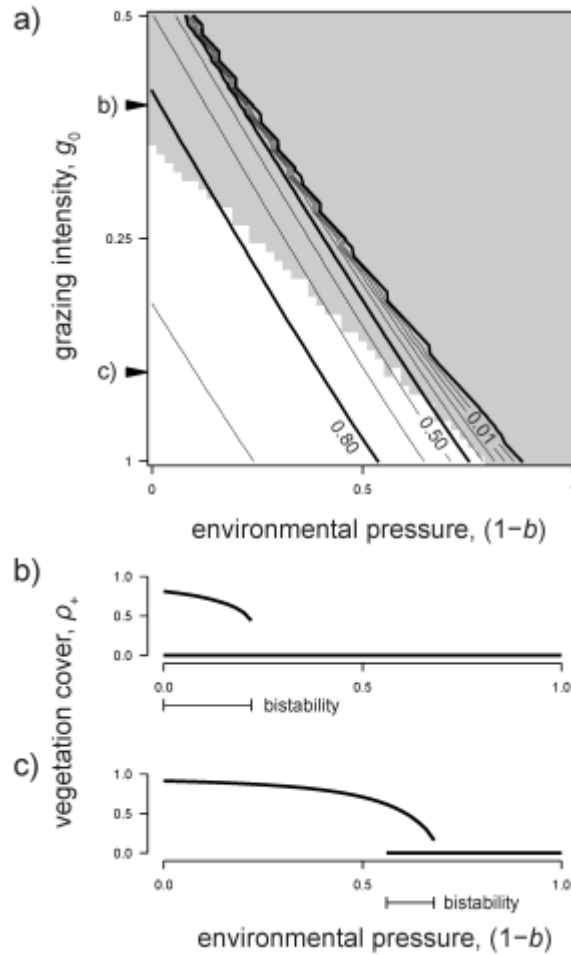 a)
0.5
b)
grazing intensity, g₀
0.25
c)
1
0.80
0.50
0.01
0
0.5
environmental pressure, (1−b)
b)
vegetation cover, ρ₊
1.0
0.5
0.0
0.0
0.5
1.0
bistability
c)
1.0
0.5
0.0
0.0
0.5
1.0
bistability
environmental pressure, (1−b)